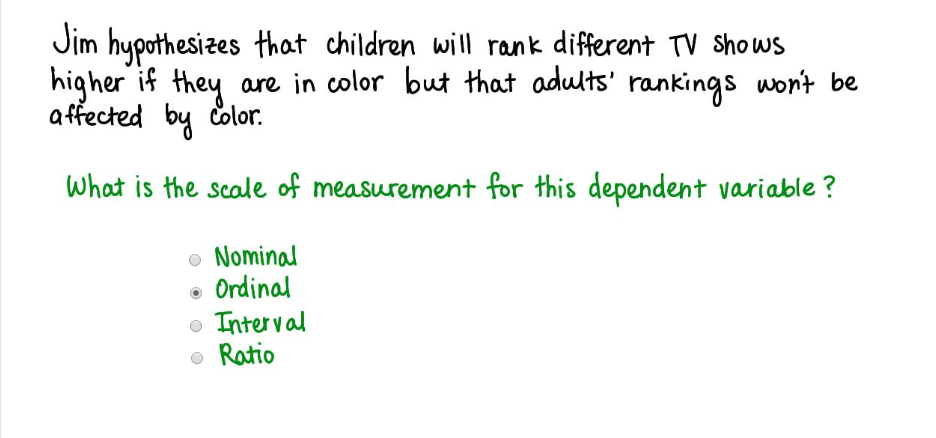 Jim hypothesizes that children will rank different TV shows
higher if they are in color but that adults' rankings won't be
affected by color.
What is the scale of measurement for this dependent variable?
Nominal
Ordinal
Interval
Ratio